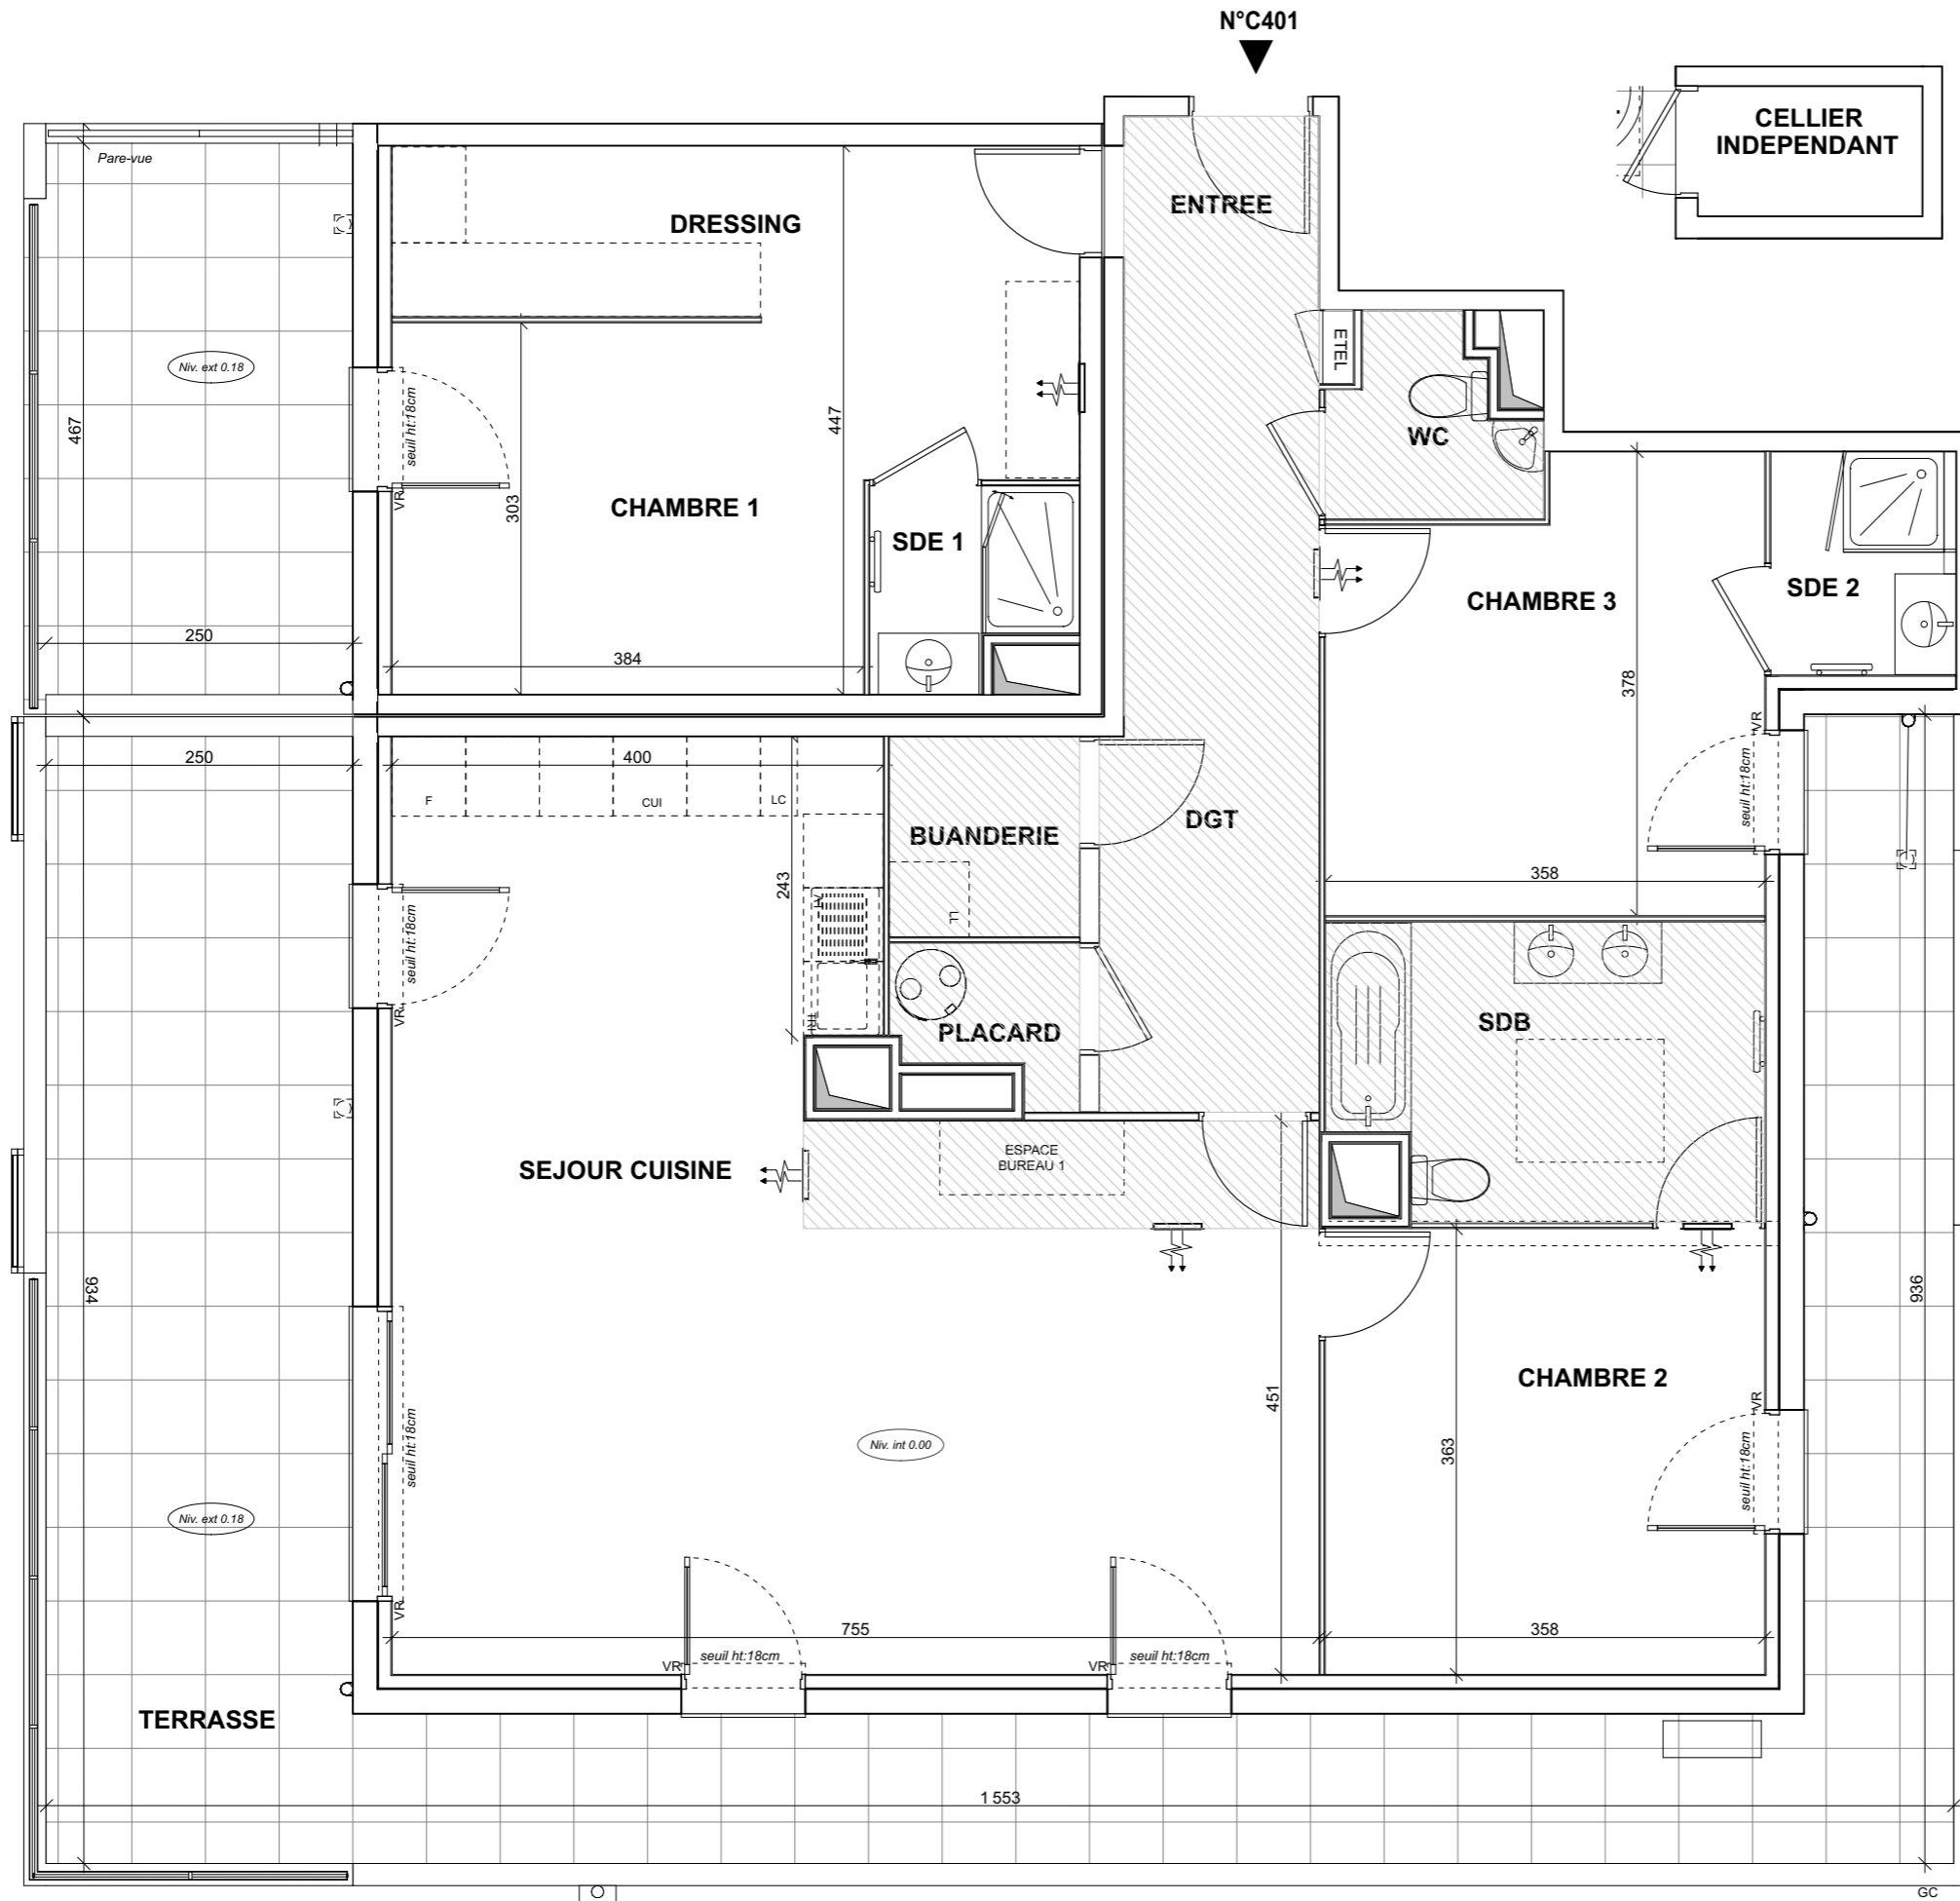 N°C401
CELLIER
INDEPENDANT
Pare-vue
DRESSING
ENTREE
ETEL
Niv. ext 0.18
seuil ht:18cm
VR
467
447
303
WC
CHAMBRE 1
SDE 1
CHAMBRE 3
SDE 2
250
384
378
250
400
F
CUI
LC
VR
seuil ht:18cm
BUANDERIE
DGT
243
LV
LL
358
seuil ht:18cm
VR
PLACARD
SDB
SEJOUR CUISINE
ESPACE
BUREAU 1
934
936
451
CHAMBRE 2
VR
363
Niv. int 0.00
seuil ht:18cm
seuil ht:18cm
Niv. ext 0.18
VR
755
358
VR
seuil ht:18cm
VR
seuil ht:18cm
TERRASSE
1 553
GC